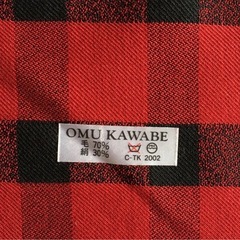 OMU KAWABE
毛 70%
絹 30%
C-TK 2002